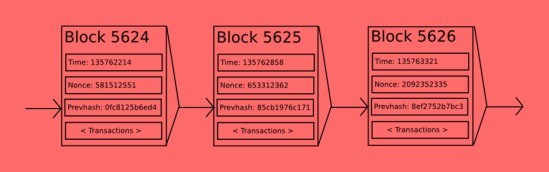 Block 5624
Time: 135762214
Nonce: 581512551
Prevhash: 0fc8125b6ed4
< Transactions >
Block 5625
Time: 135762858
Nonce: 653312362
Prevhash: 85cb1976c171
< Transactions >
Block 5626
Time: 135763321
Nonce: 2092352335
Prevhash: 8ef2752b7bc3
< Transactions >